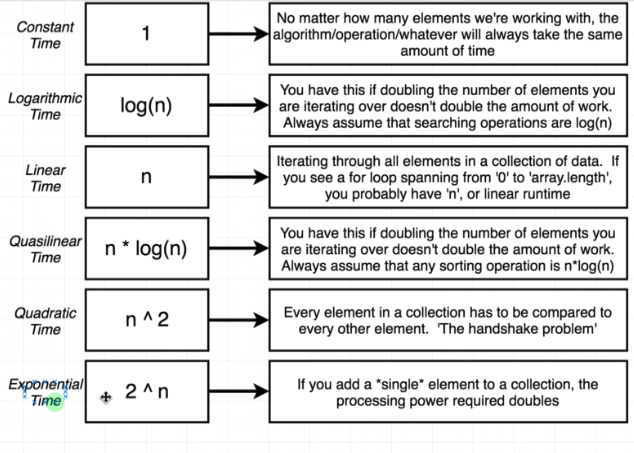 Constant
Time
1
No matter how many elements we're working with, the
algorithm/operation/whatever will always take the same
amount of time
Logarithmic
Time
log(n)
You have this if doubling the number of elements you
are iterating over doesn't double the amount of work.
Always assume that searching operations are log(n)
Linear
Time
n
Iterating through all elements in a collection of data. If
you see a for loop spanning from '0' to 'array.length',
you probably have 'n', or linear runtime
Quasilinear
Time
n * log(n)
You have this if doubling the number of elements you
are iterating over doesn't double the amount of work.
Always assume that any sorting operation is n*log(n)
Quadratic
Time
n ^ 2
Every element in a collection has to be compared to
every other element. 'The handshake problem'
Exponential
Time
2 ^ n
If you add a *single* element to a collection, the
processing power required doubles